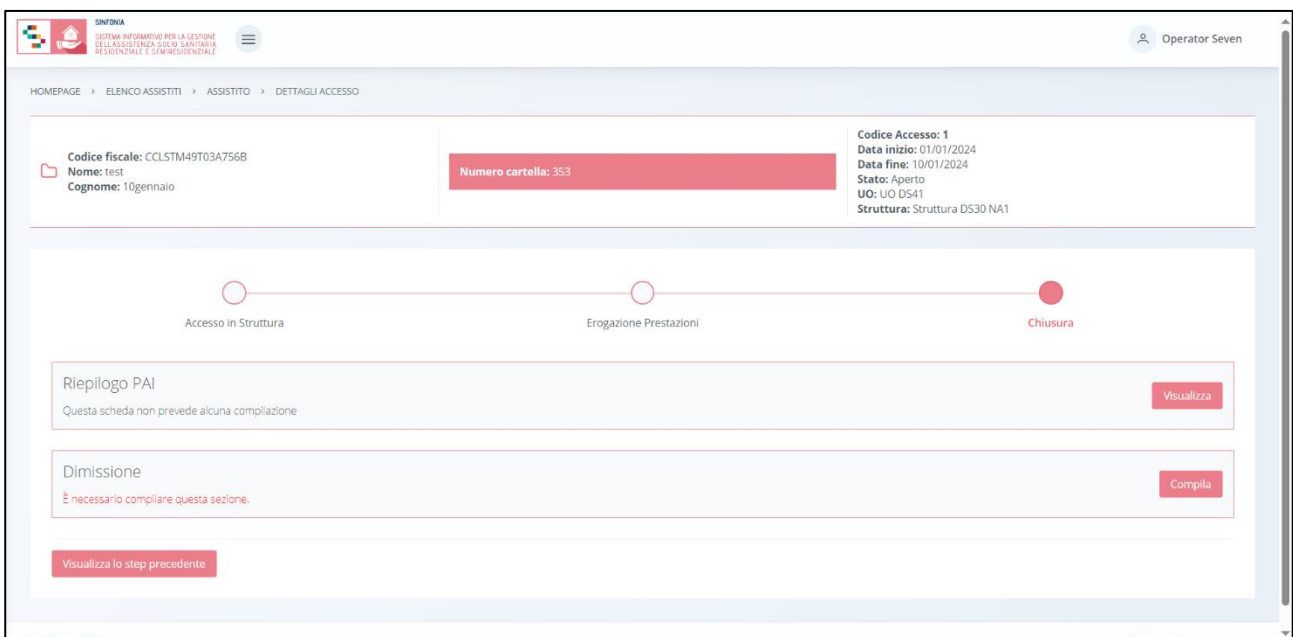 SINFONIA
SISTEMA INFORMATIVO PER LA GESTIONE
DELL'ASSISTENZA SOCIO SANITARIA
RESIDENZIALE E SEMIRESIDENZIALE
Operator Seven
HOMEPAGE > ELENCO ASSISTITI > ASSISTITO > DETTAGLI ACCESSO
Codice fiscale: CCLSTM49T03A756B
Nome: test
Cognome: 10gennaio
Numero cartella: 353
Codice Accesso: 1
Data inizio: 01/01/2024
Data fine: 10/01/2024
Stato: Aperto
UO: UO DS41
Struttura: Struttura DS30 NA1
Accesso in Struttura
Erogazione Prestazioni
Chiusura
Riepilogo PAI
Questa scheda non prevede alcuna compilazione
Visualizza
Dimissione
È necessario compilare questa sezione.
Compila
Visualizza lo step precedente